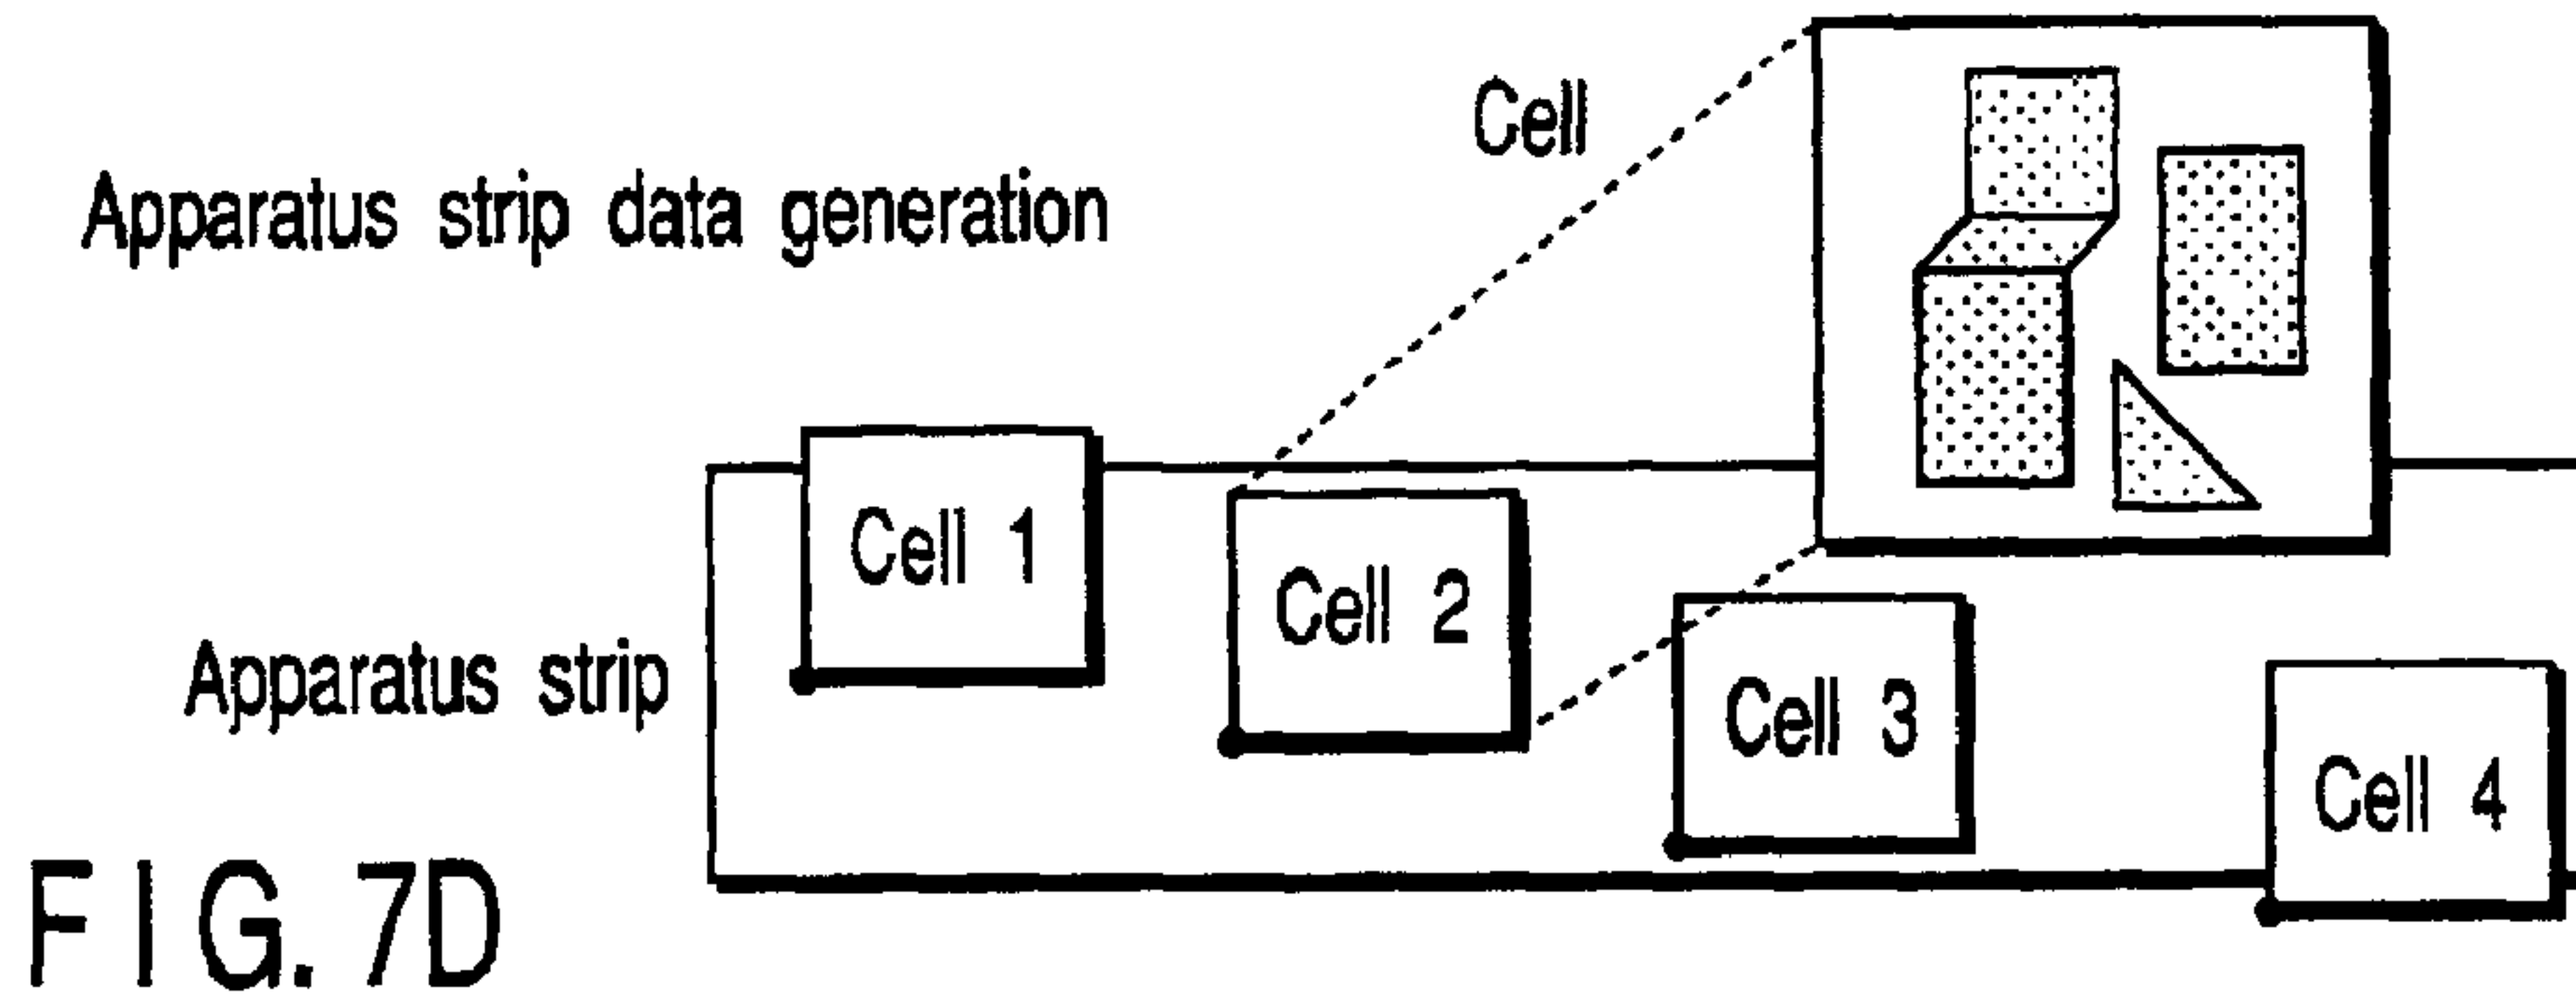 Cell
Apparatus strip data generation
Cell 1
Cell 2
Apparatus strip
Cell 3
Cell 4
FIG. 7D